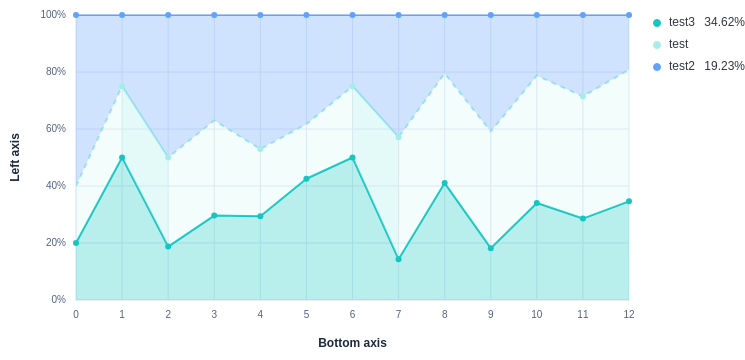 100%
80%
60%
40%
20%
0%
Left axis
0 1 2 3 4 5 6 7 8 9 10 11 12
Bottom axis
test3 34.62%
test
test2 19.23%